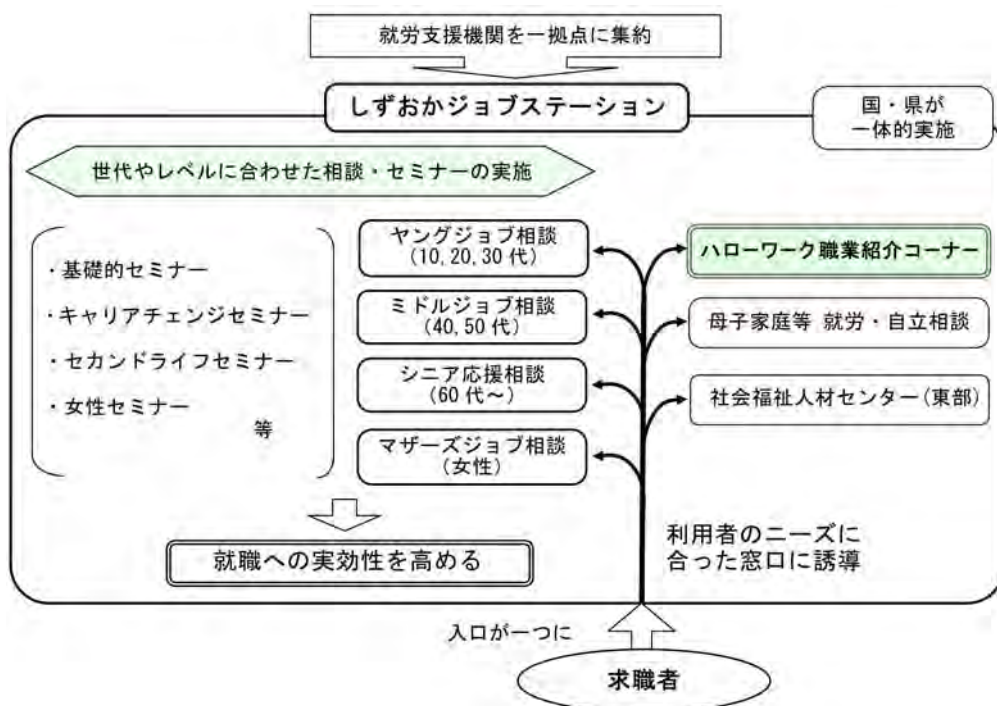 就労支援機関を一拠点に集約
しずおかジョブステーション
国・県が
一体的実施
世代やレベルに合わせた相談・セミナーの実施
・基礎的セミナー
・キャリアチェンジセミナー
・セカンドライフセミナー
・女性セミナー
等
ヤングジョブ相談
(10,20,30代)
ミドルジョブ相談
(40,50代)
シニア応援相談
(60代～)
マザーズジョブ相談
(女性)
ハローワーク職業紹介コーナー
母子家庭等 就労・自立相談
社会福祉人材センター(東部)
就職への実効性を高める
利用者のニーズに
合った窓口に誘導
入口が一つに
求職者